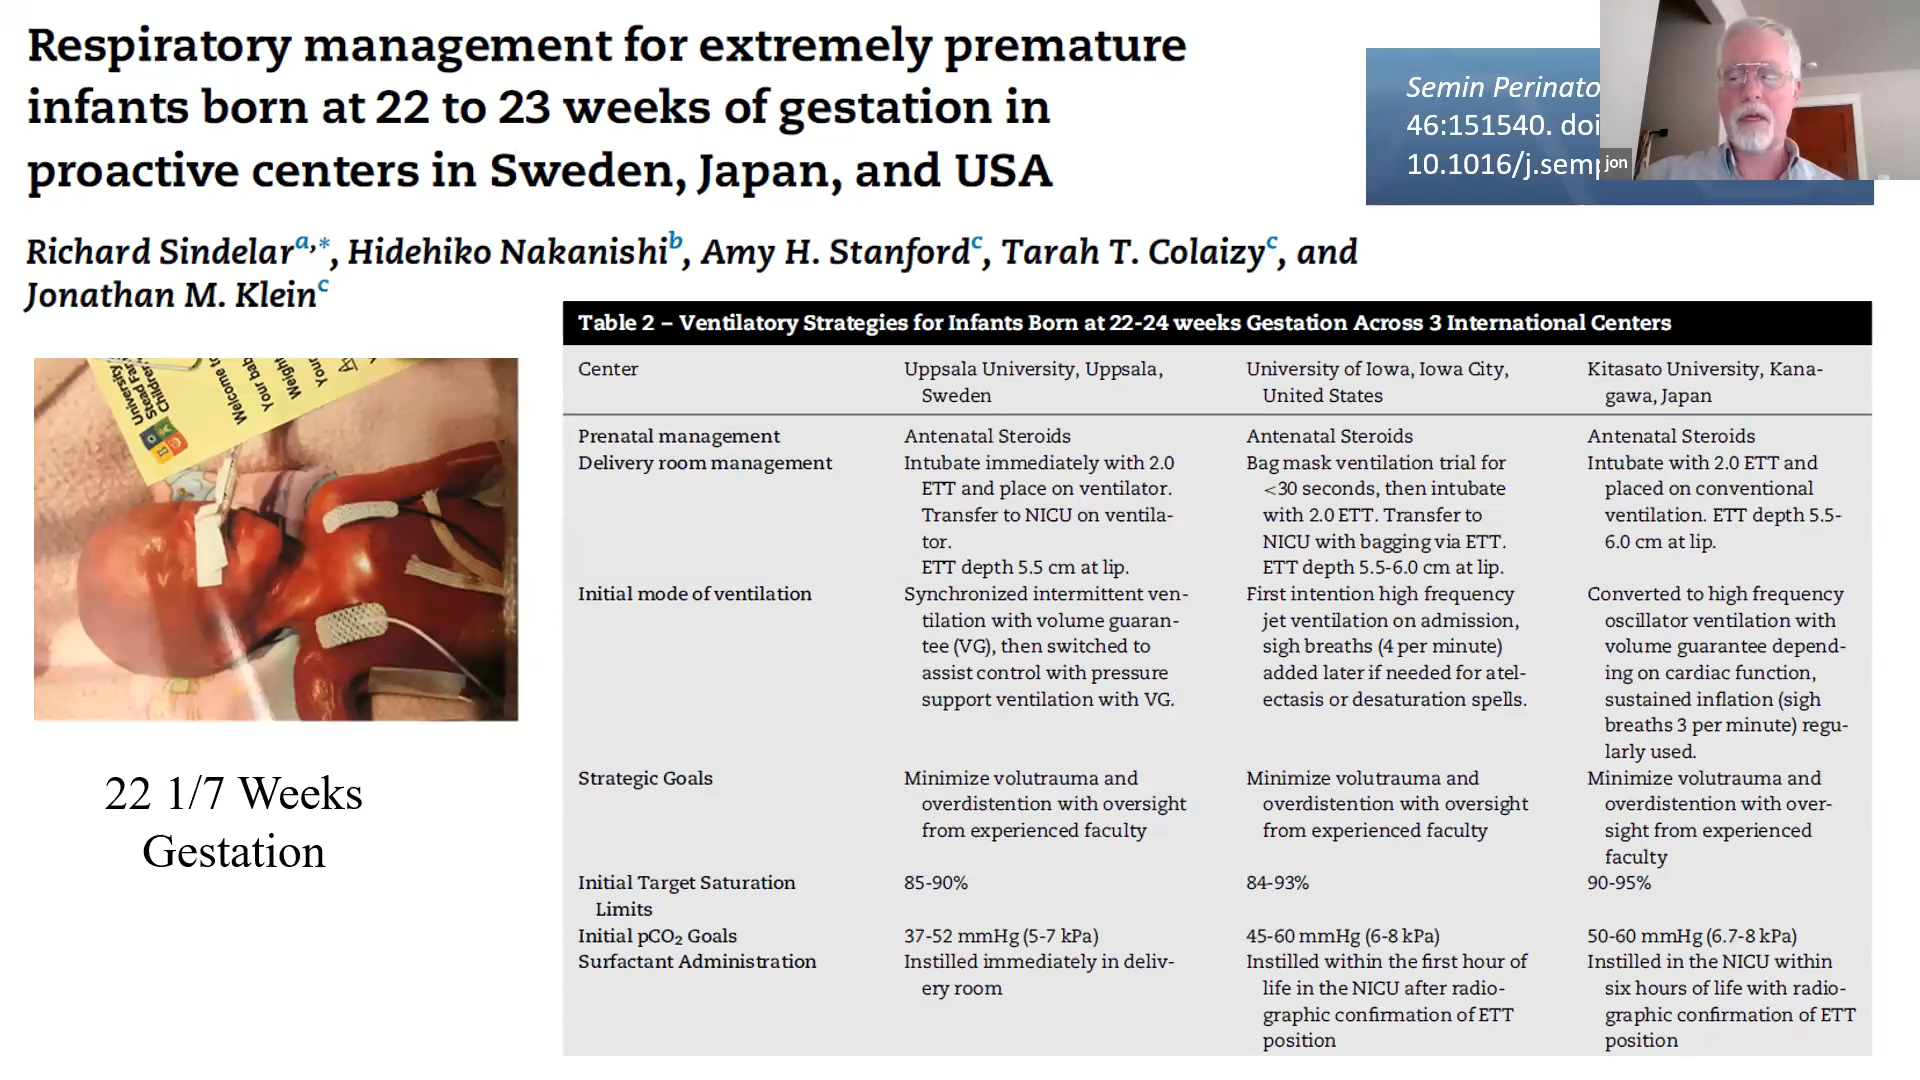 Respiratory management for extremely premature
infants born at 22 to 23 weeks of gestation in
proactive centers in Sweden, Japan, and USA
Semin Perinato
46:151540. doi
10.1016/j.semp
jon
Richard Sindelar a,*, Hidehiko Nakanishi b, Amy H. Stanford c, Tarah T. Colaizy c, and
Jonathan M. Klein c
University
Stead Fam
Children
Welcome to
Your bab
Weight
Your
22 1/7 Weeks
Gestation
Table 2 – Ventilatory Strategies for Infants Born at 22-24 weeks Gestation Across 3 International Centers
Center
Uppsala University, Uppsala,
Sweden
University of Iowa, Iowa City,
United States
Kitasato University, Kana-
gawa, Japan
Prenatal management
Antenatal Steroids
Antenatal Steroids
Antenatal Steroids
Delivery room management
Intubate immediately with 2.0
ETT and place on ventilator.
Transfer to NICU on ventila-
tor.
ETT depth 5.5 cm at lip.
Bag mask ventilation trial for
<30 seconds, then intubate
with 2.0 ETT. Transfer to
NICU with bagging via ETT.
ETT depth 5.5-6.0 cm at lip.
Intubate with 2.0 ETT and
placed on conventional
ventilation. ETT depth 5.5-
6.0 cm at lip.
Initial mode of ventilation
Synchronized intermittent ven-
tilation with volume guaran-
tee (VG), then switched to
assist control with pressure
support ventilation with VG.
First intention high frequency
jet ventilation on admission,
sigh breaths (4 per minute)
added later if needed for atel-
ectasis or desaturation spells.
Converted to high frequency
oscillator ventilation with
volume guarantee depend-
ing on cardiac function,
sustained inflation (sigh
breaths 3 per minute) regu-
larly used.
Strategic Goals
Minimize volutrauma and
overdistention with oversight
from experienced faculty
Minimize volutrauma and
overdistention with oversight
from experienced faculty
Minimize volutrauma and
overdistention with over-
sight from experienced
faculty
Initial Target Saturation
Limits
85-90%
84-93%
90-95%
Initial pCO₂ Goals
37-52 mmHg (5-7 kPa)
45-60 mmHg (6-8 kPa)
50-60 mmHg (6.7-8 kPa)
Surfactant Administration
Instilled immediately in deliv-
ery room
Instilled within the first hour of
life in the NICU after radio-
graphic confirmation of ETT
position
Instilled in the NICU within
six hours of life with radio-
graphic confirmation of ETT
position